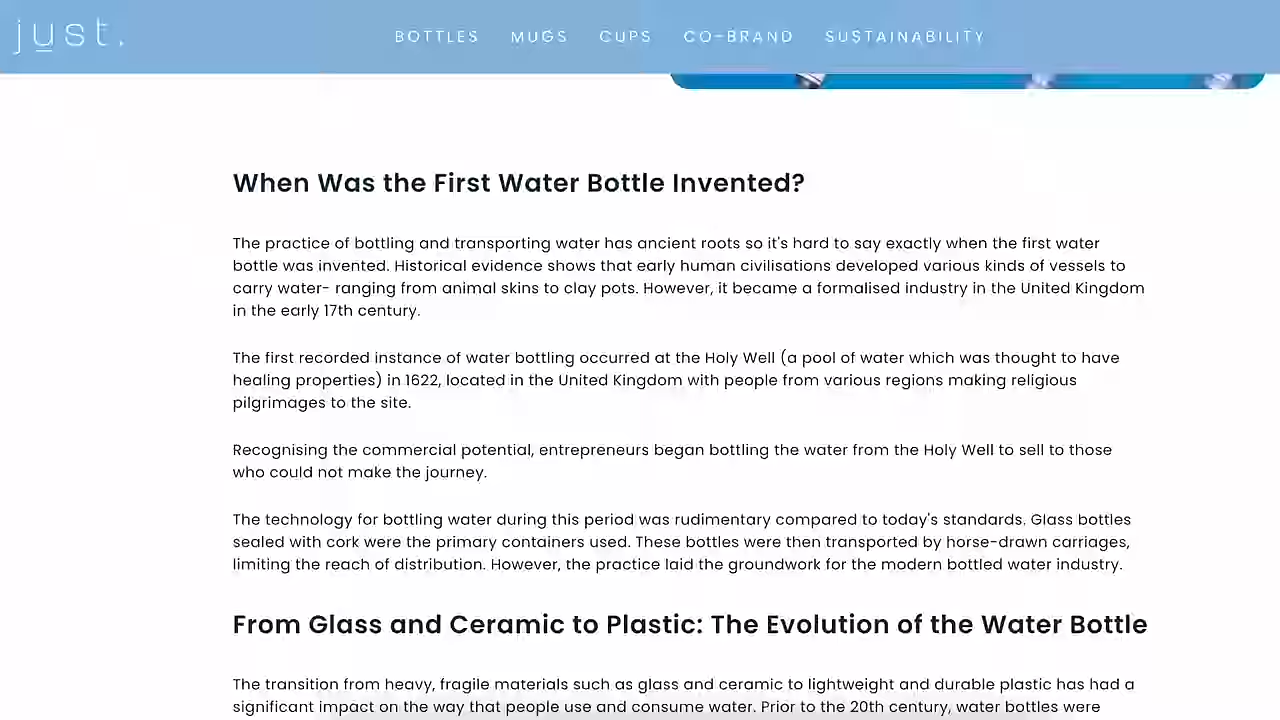 just.
BOTTLES MUGS CUPS CO-BRAND SUSTAINABILITY
When Was the First Water Bottle Invented?
The practice of bottling and transporting water has ancient roots so it's hard to say exactly when the first water
bottle was invented. Historical evidence shows that early human civilisations developed various kinds of vessels to
carry water- ranging from animal skins to clay pots. However, it became a formalised industry in the United Kingdom
in the early 17th century.
The first recorded instance of water bottling occurred at the Holy Well (a pool of water which was thought to have
healing properties) in 1622, located in the United Kingdom with people from various regions making religious
pilgrimages to the site.
Recognising the commercial potential, entrepreneurs began bottling the water from the Holy Well to sell to those
who could not make the journey.
The technology for bottling water during this period was rudimentary compared to today's standards. Glass bottles
sealed with cork were the primary containers used. These bottles were then transported by horse-drawn carriages,
limiting the reach of distribution. However, the practice laid the groundwork for the modern bottled water industry.
From Glass and Ceramic to Plastic: The Evolution of the Water Bottle
The transition from heavy, fragile materials such as glass and ceramic to lightweight and durable plastic has had a
significant impact on the way that people use and consume water. Prior to the 20th century, water bottles were